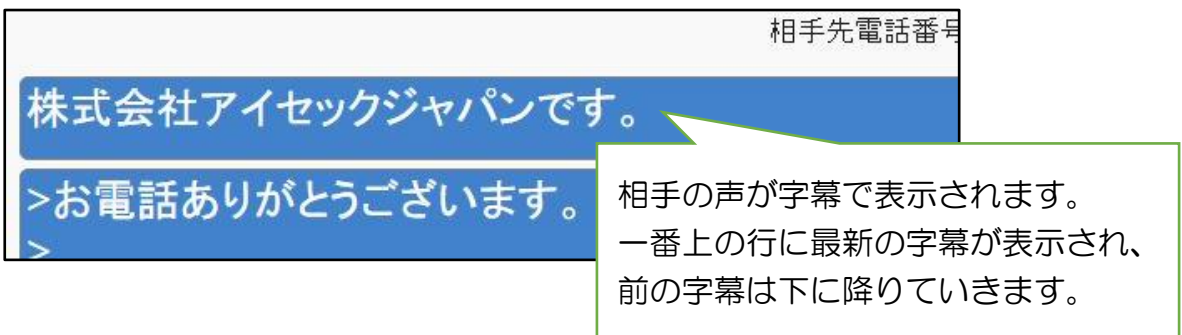 相手先電話番号
株式会社アイセックジャパンです。
>お電話ありがとうございます。
>
相手の声が字幕で表示されます。
一番上の行に最新の字幕が表示され、
前の字幕は下に降りていきます。